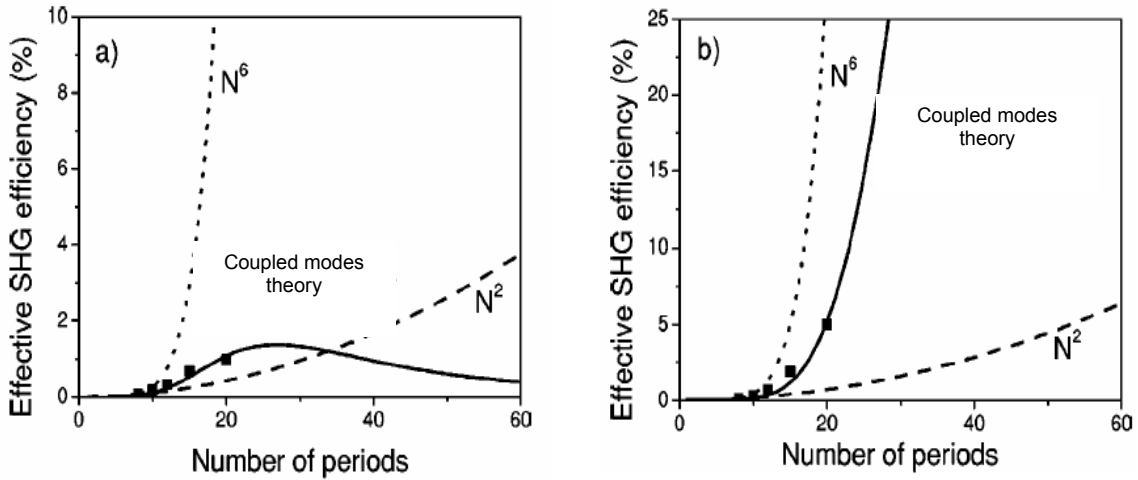 a)
Effective SHG efficiency (%)
10
8
6
4
2
0
N⁶
Coupled modes
theory
N²
0 20 40 60
Number of periods
b)
Effective SHG efficiency (%)
25
20
15
10
5
0
N⁶
Coupled modes
theory
N²
0 20 40 60
Number of periods